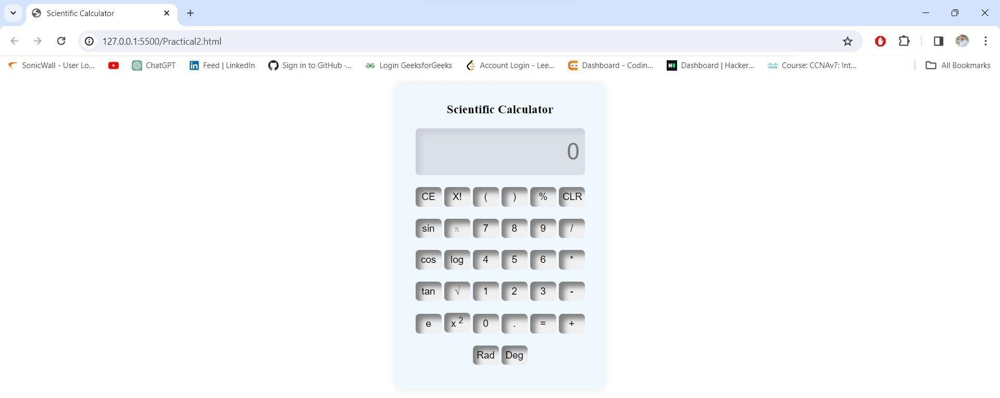 Scientific Calculator
127.0.0.1:5500/Practical2.html
SonicWall - User Lo... ChatGPT Feed | LinkedIn Sign in to GitHub ·... Login GeeksforGeeks Account Login - Lee... Dashboard - Codin... Dashboard | Hacker... Course: CCNAv7: Int... All Bookmarks
Scientific Calculator
0
CE X! ( ) % CLR
sin π 7 8 9 /
cos log 4 5 6 *
tan √ 1 2 3 -
e x 2 0 . = +
Rad Deg